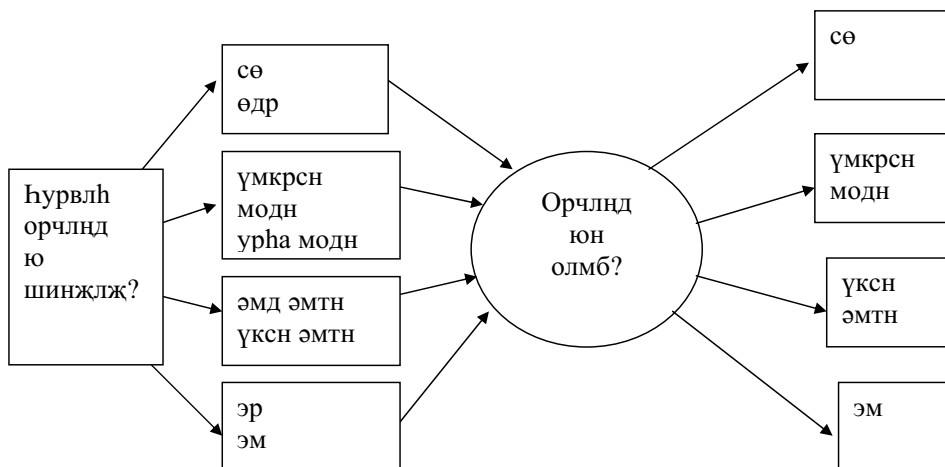 Һурвлһ
орчлңд
ю
шинҗлҗ?
сө
өдр
үмкрсн
модн
урһа модн
әмд әмтн
үксн әмтн
эр
эм
Орчлңд
юн
олмб?
сө
үмкрсн
модн
үксн
әмтн
эм